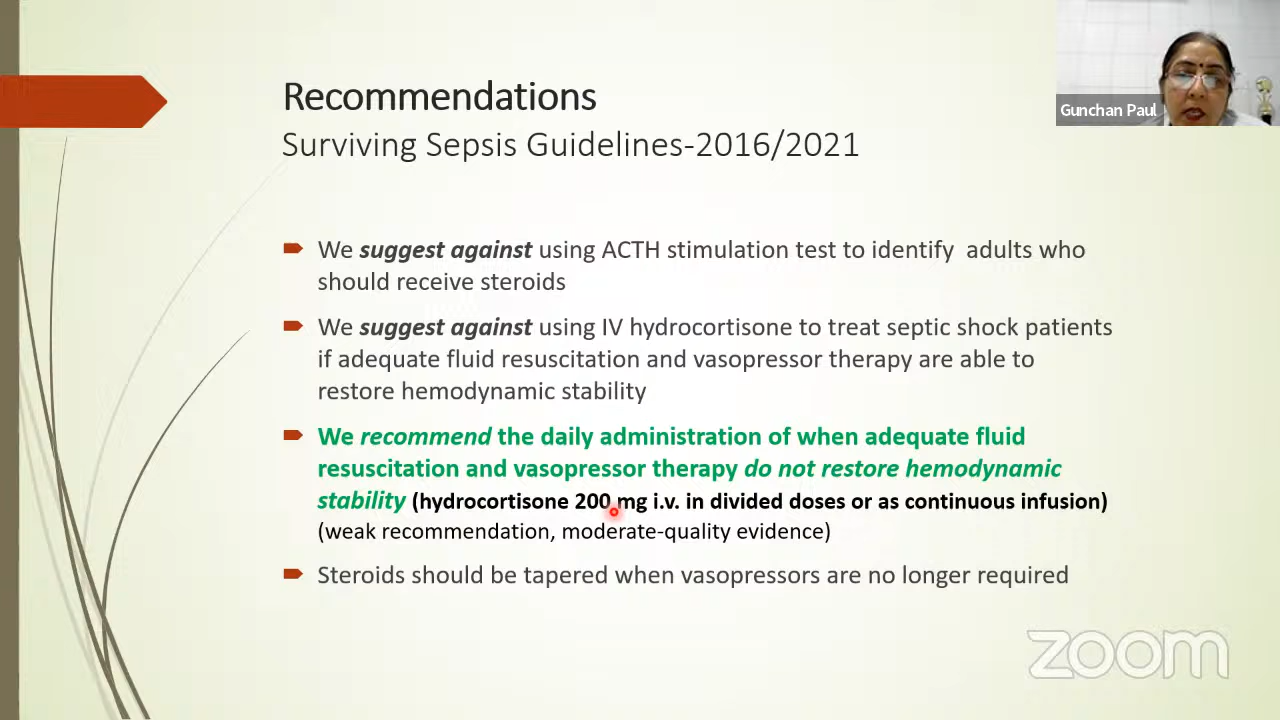 Recommendations
Surviving Sepsis Guidelines-2016/2021
Gunchan Paul
We suggest against using ACTH stimulation test to identify adults who
should receive steroids
We suggest against using IV hydrocortisone to treat septic shock patients
if adequate fluid resuscitation and vasopressor therapy are able to
restore hemodynamic stability
We recommend the daily administration of when adequate fluid
resuscitation and vasopressor therapy do not restore hemodynamic
stability (hydrocortisone 200 mg i.v. in divided doses or as continuous infusion)
(weak recommendation, moderate-quality evidence)
Steroids should be tapered when vasopressors are no longer required
zoom